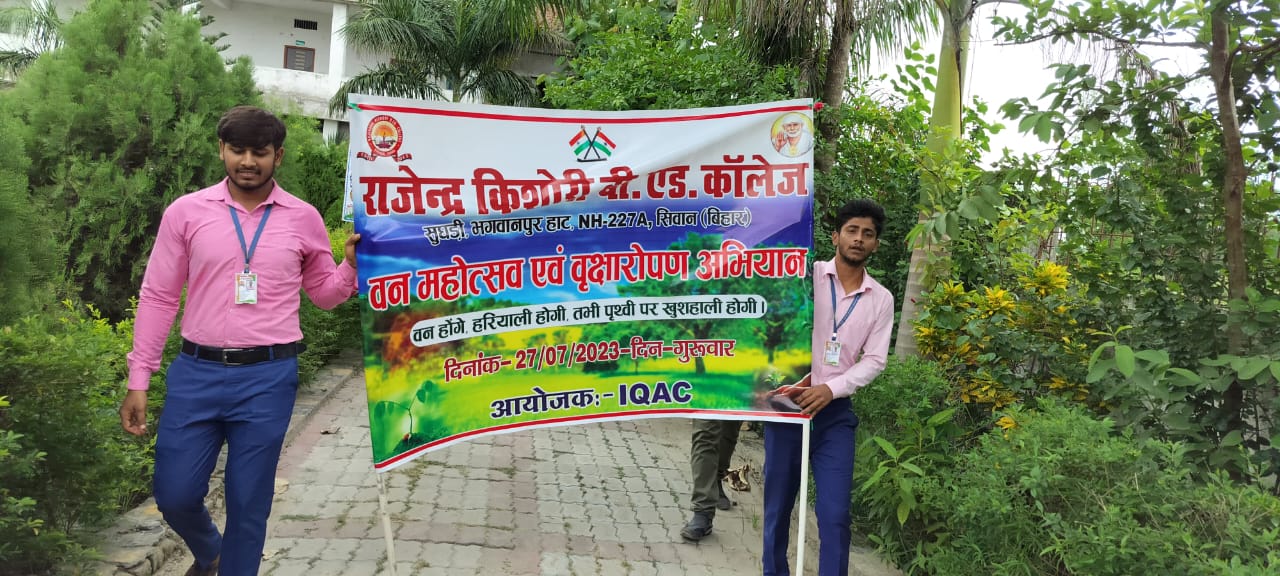 राजेन्द्र किशोरी बी. एड. कॉलेज
सुघड़ी, भगवानपुर हाट, NH-227A, सिवान (बिहार)
वन महोत्सव एवं वृक्षारोपण अभियान
वन होंगे, हरियाली होगी, तभी पृथ्वी पर खुशहाली होगी।
दिनांक-27/07/2023-दिन-गुरूवार
आयोजक:-IQAC